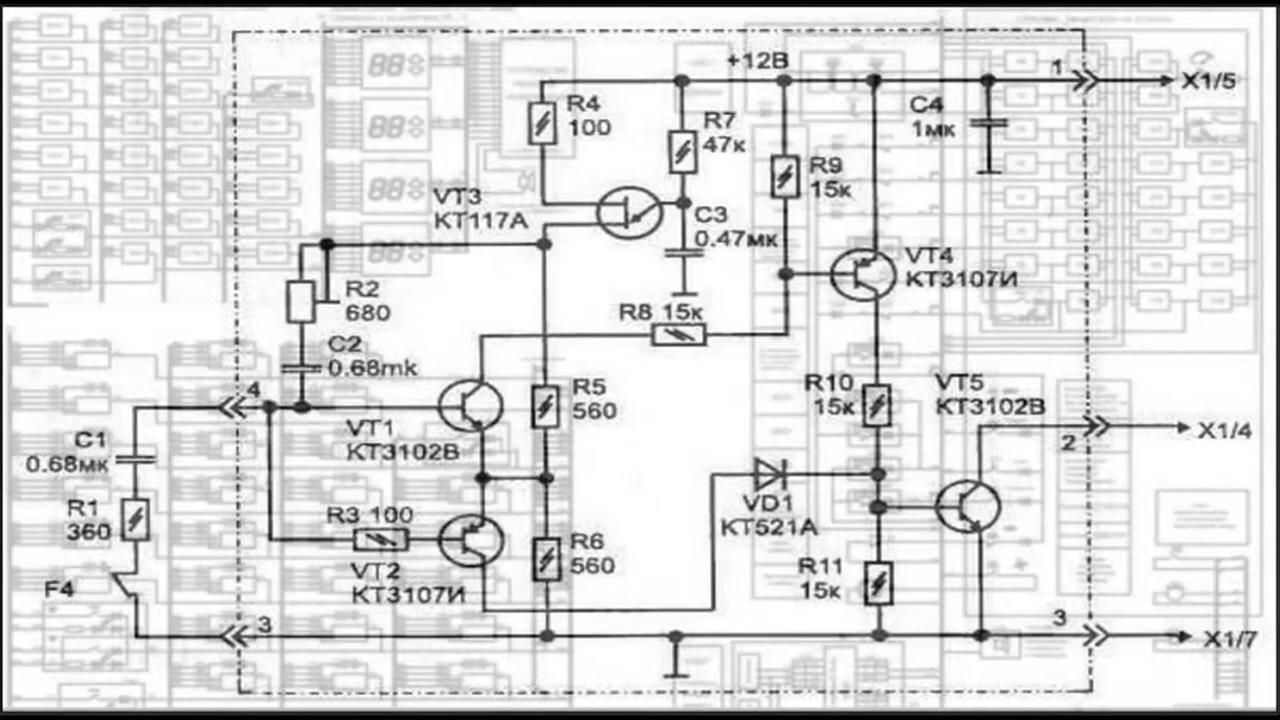 +12В
1
X1/5
R4
100
R7
47к
C4
1мк
R9
15к
VT3
КТ117А
C3
0.47мк
VT4
КТ3107И
R2
680
R8 15к
C2
0.68mk
4
R5
560
R10
15к
VT5
КТ3102В
VT1
КТ3102В
2
X1/4
C1
0.68мк
VD1
КТ521А
R1
360
R3 100
R6
560
R11
15к
VT2
КТ3107И
F4
3
3
X1/7